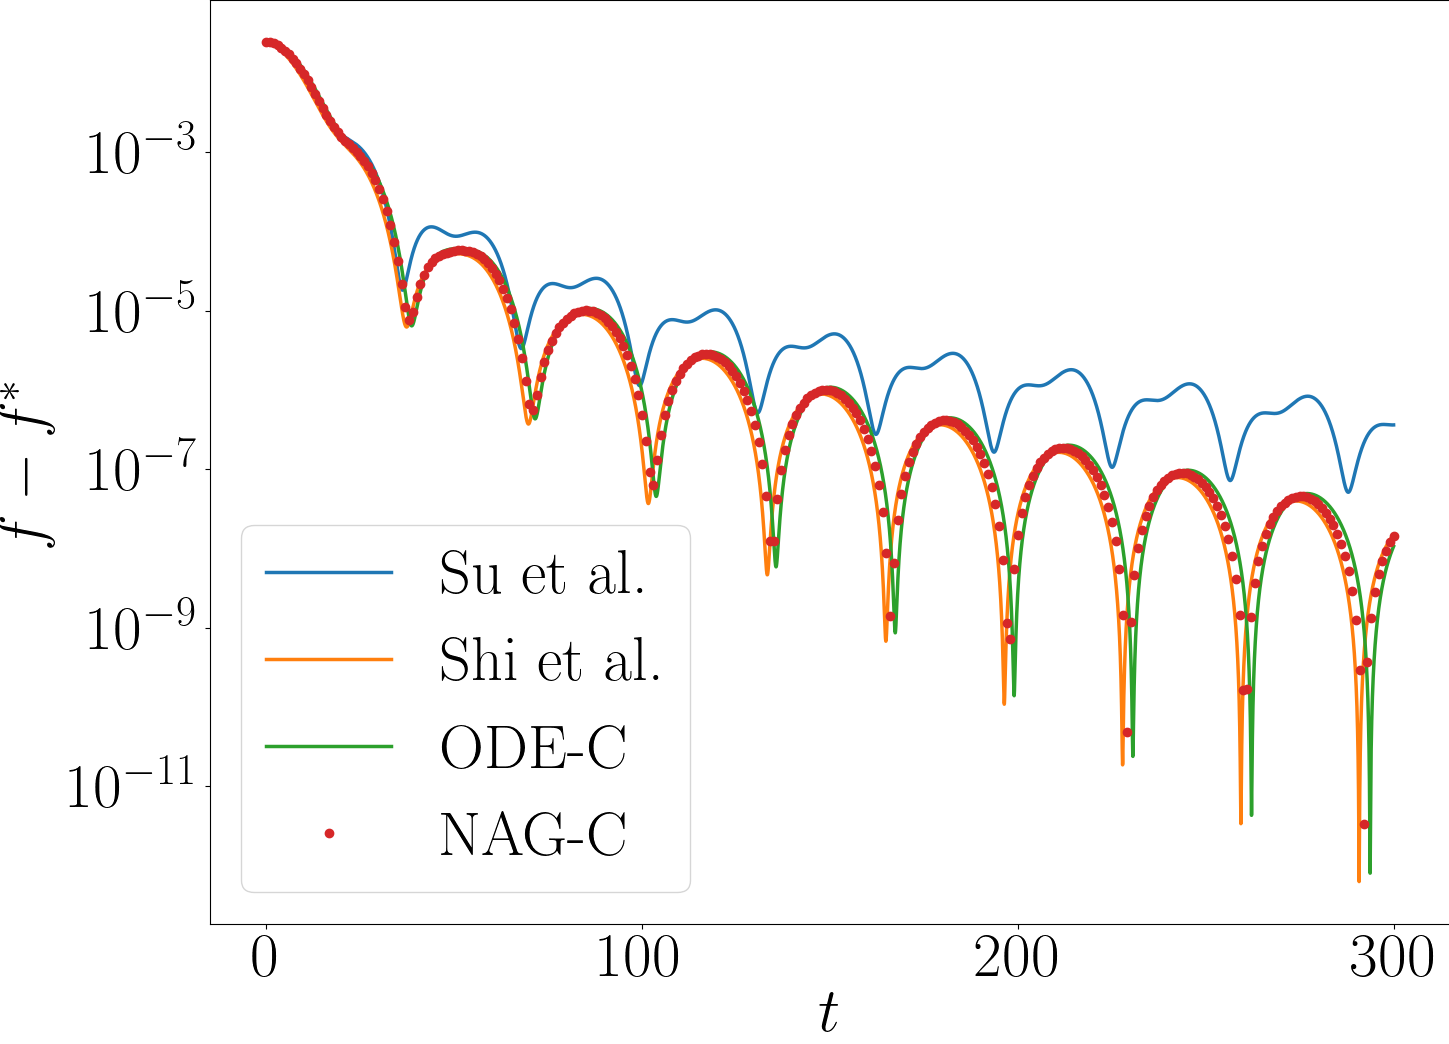 f − f*
10⁻³
10⁻⁵
10⁻⁷
10⁻⁹
10⁻¹¹
Su et al.
Shi et al.
ODE-C
NAG-C
0 100 200 300
t